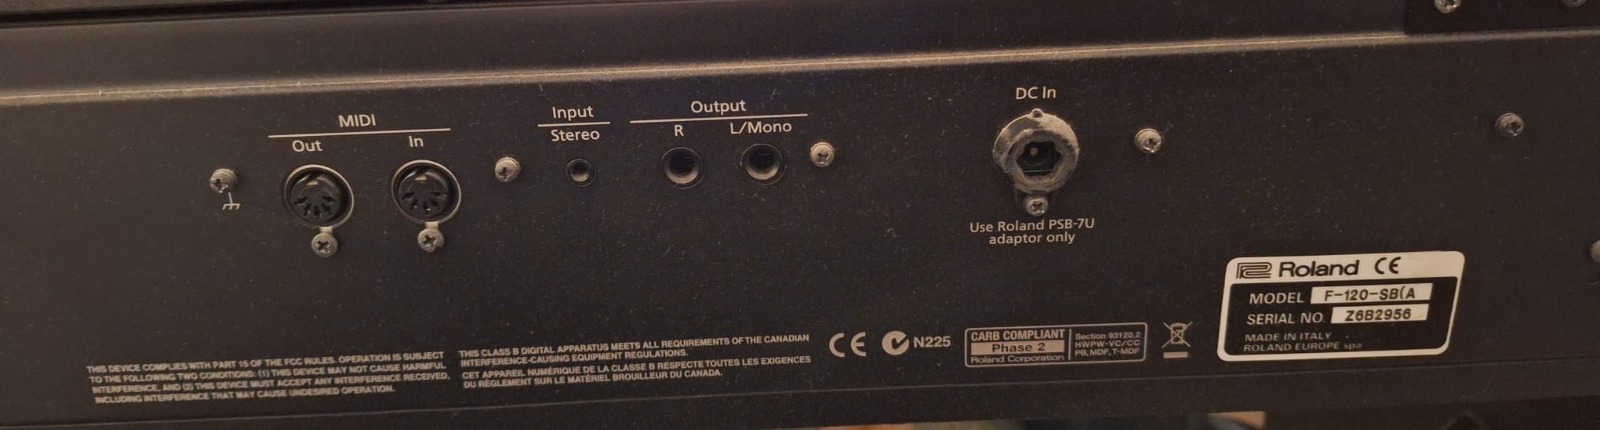 MIDI
Out
In
Input
Stereo
Output
R
L/Mono
DC In
Use Roland PSB-7U
adaptor only
THIS DEVICE COMPLIES WITH PART 15 OF THE FCC RULES. OPERATION IS SUBJECT
TO THE FOLLOWING TWO CONDITIONS: (1) THIS DEVICE MAY NOT CAUSE HARMFUL
INTERFERENCE, AND (2) THIS DEVICE MUST ACCEPT ANY INTERFERENCE RECEIVED,
INCLUDING INTERFERENCE THAT MAY CAUSE UNDESIRED OPERATION.
THIS CLASS B DIGITAL APPARATUS MEETS ALL REQUIREMENTS OF THE CANADIAN
INTERFERENCE-CAUSING EQUIPMENT REGULATIONS.
CET APPAREIL NUMÉRIQUE DE LA CLASSE B RESPECTE TOUTES LES EXIGENCES
DU RÈGLEMENT SUR LE MATÉRIEL BROUILLEUR DU CANADA.
CE N225
CARB COMPLIANT
Phase 2
Roland Corporation
Section 93120.2
HWPW-VC/CC
PB, MDF, T-MDF
Roland CE
MODEL F-120-SB(A
SERIAL NO. Z6B2956
MADE IN ITALY
ROLAND EUROPE spa